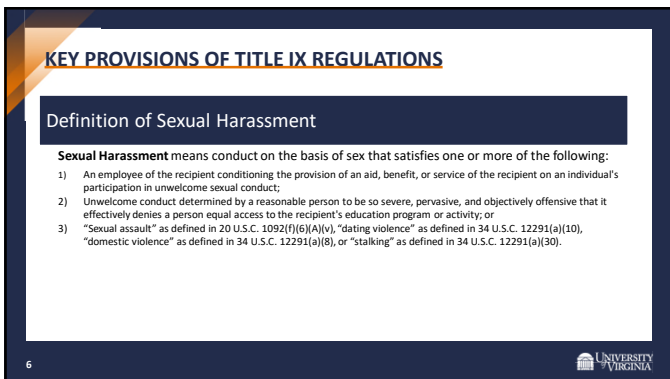 KEY PROVISIONS OF TITLE IX REGULATIONS
Definition of Sexual Harassment
Sexual Harassment means conduct on the basis of sex that satisfies one or more of the following:
1) An employee of the recipient conditioning the provision of an aid, benefit, or service of the recipient on an individual's
participation in unwelcome sexual conduct;
2) Unwelcome conduct determined by a reasonable person to be so severe, pervasive, and objectively offensive that it
effectively denies a person equal access to the recipient's education program or activity; or
3) “Sexual assault” as defined in 20 U.S.C. 1092(f)(6)(A)(v), “dating violence” as defined in 34 U.S.C. 12291(a)(10),
“domestic violence” as defined in 34 U.S.C. 12291(a)(8), or “stalking” as defined in 34 U.S.C. 12291(a)(30).
6
UNIVERSITY
of VIRGINIA